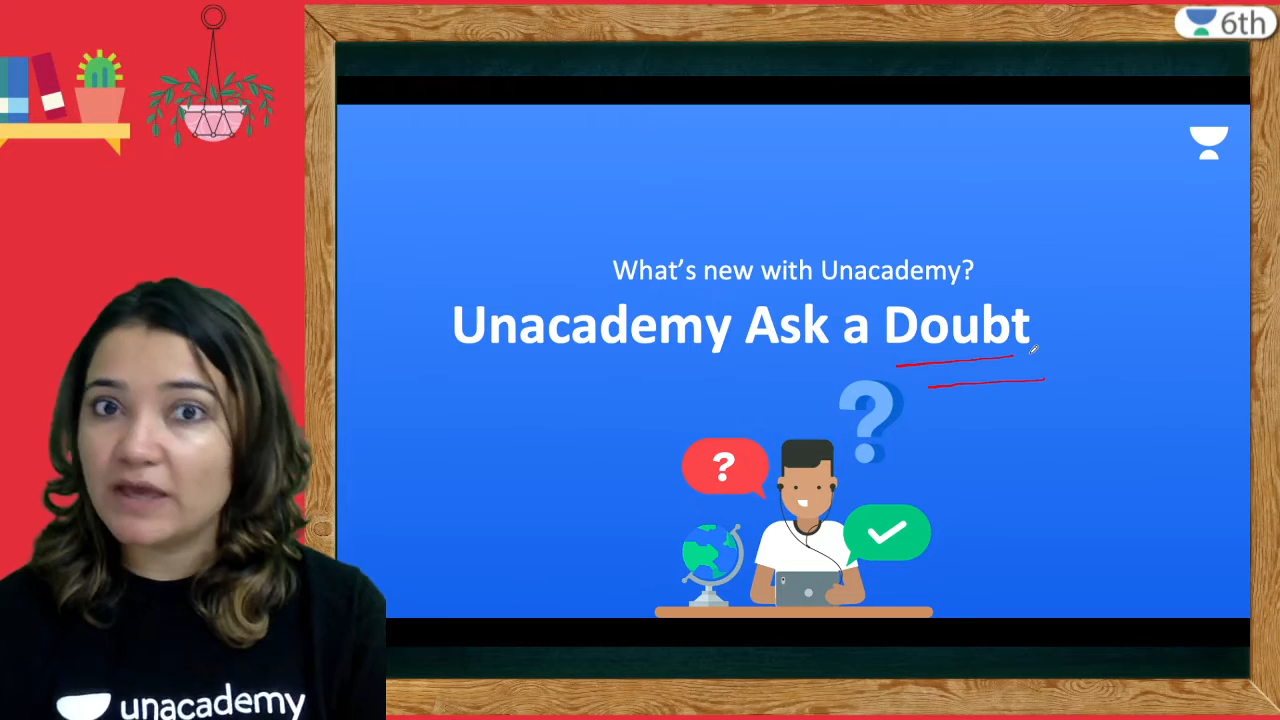 6th
What's new with Unacademy?
Unacademy Ask a Doubt
?
?
unacademy